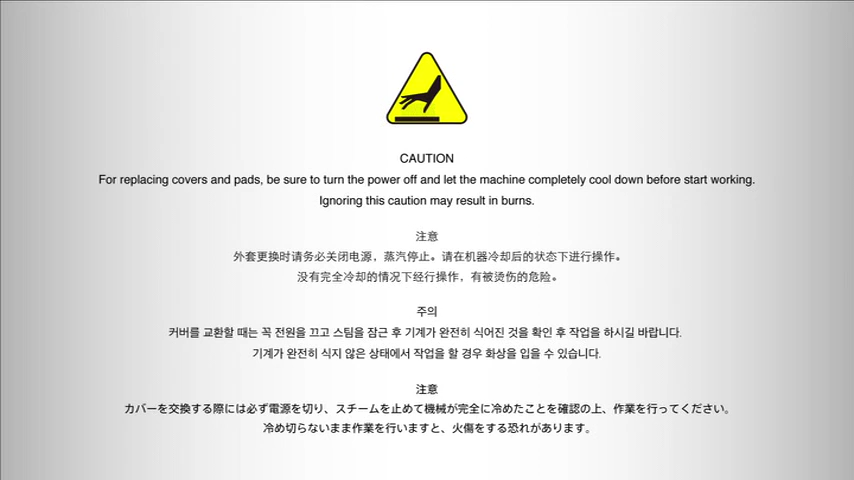 CAUTION
For replacing covers and pads, be sure to turn the power off and let the machine completely cool down before start working.
Ignoring this caution may result in burns.
注意
外套更换时请务必关闭电源，蒸汽停止。请在机器冷却后的状态下进行操作。
没有完全冷却的情况下经行操作，有被烫伤的危险。
주의
커버를 교환할 때는 꼭 전원을 끄고 스팀을 잠근 후 기계가 완전히 식어진 것을 확인 후 작업을 하시길 바랍니다.
기계가 완전히 식지 않은 상태에서 작업을 할 경우 화상을 입을 수 있습니다.
注意
カバーを交換する際には必ず電源を切り、スチームを止めて機械が完全に冷めたことを確認の上、作業を行ってください。
冷め切らないまま作業を行いますと、火傷をする恐れがあります。